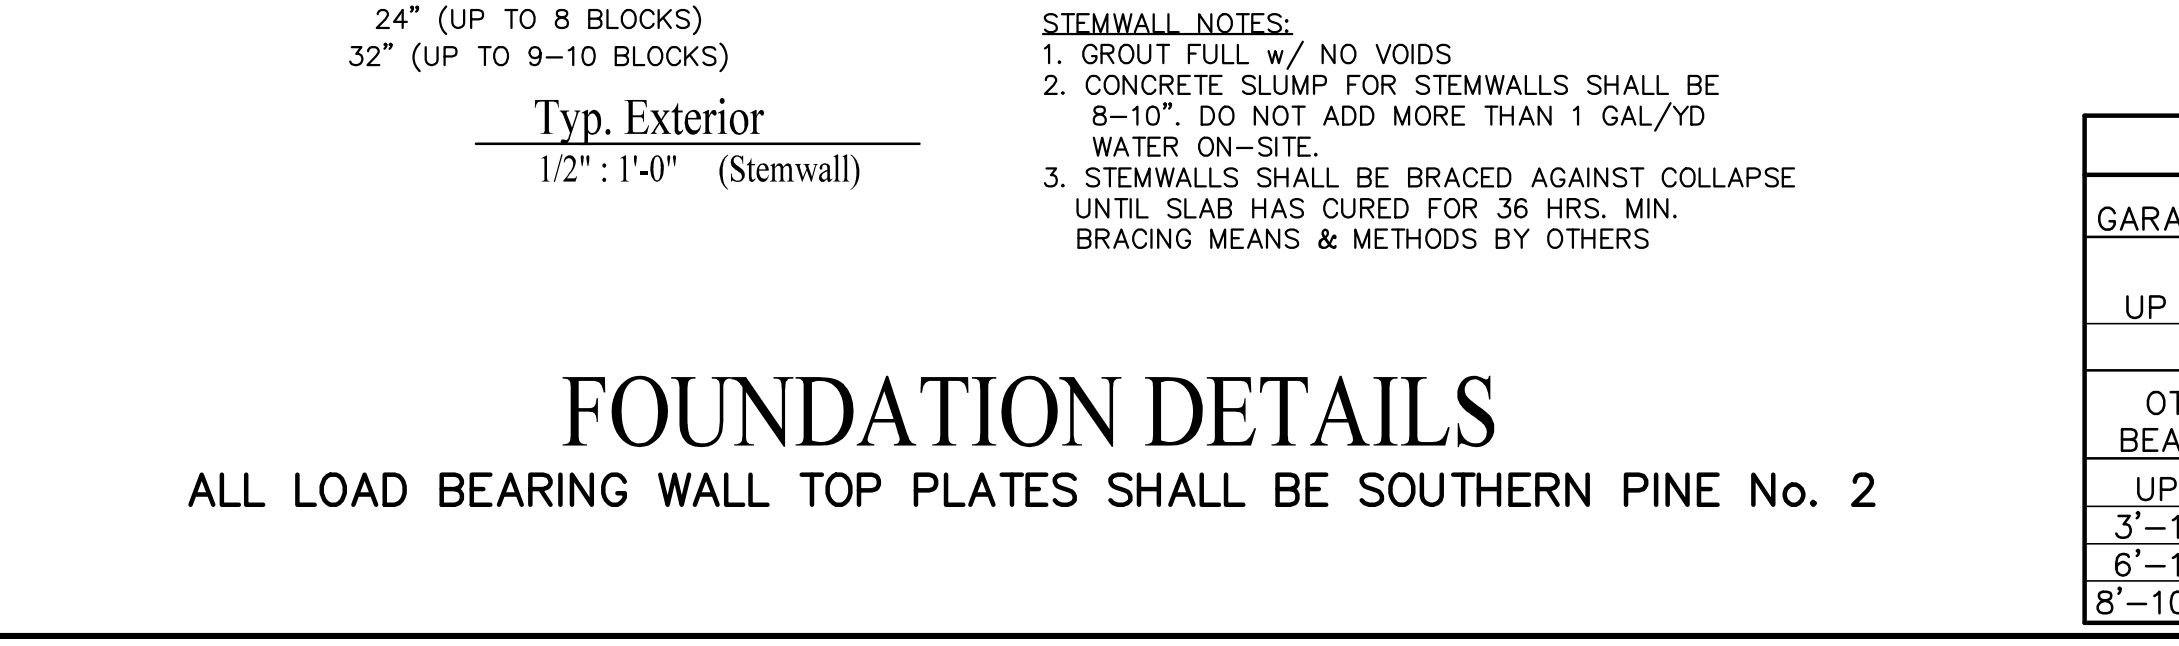 24” (UP TO 8 BLOCKS)
32” (UP TO 9–10 BLOCKS)
Typ. Exterior
1/2" : 1'-0" (Stemwall)
STEMWALL NOTES:
1. GROUT FULL w/ NO VOIDS
2. CONCRETE SLUMP FOR STEMWALLS SHALL BE
8–10”. DO NOT ADD MORE THAN 1 GAL/YD
WATER ON–SITE.
3. STEMWALLS SHALL BE BRACED AGAINST COLLAPSE
UNTIL SLAB HAS CURED FOR 36 HRS. MIN.
BRACING MEANS & METHODS BY OTHERS
FOUNDATION DETAILS
ALL LOAD BEARING WALL TOP PLATES SHALL BE SOUTHERN PINE No. 2
UP
UP